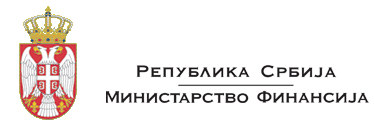 Република Србија
Министарство Финансија